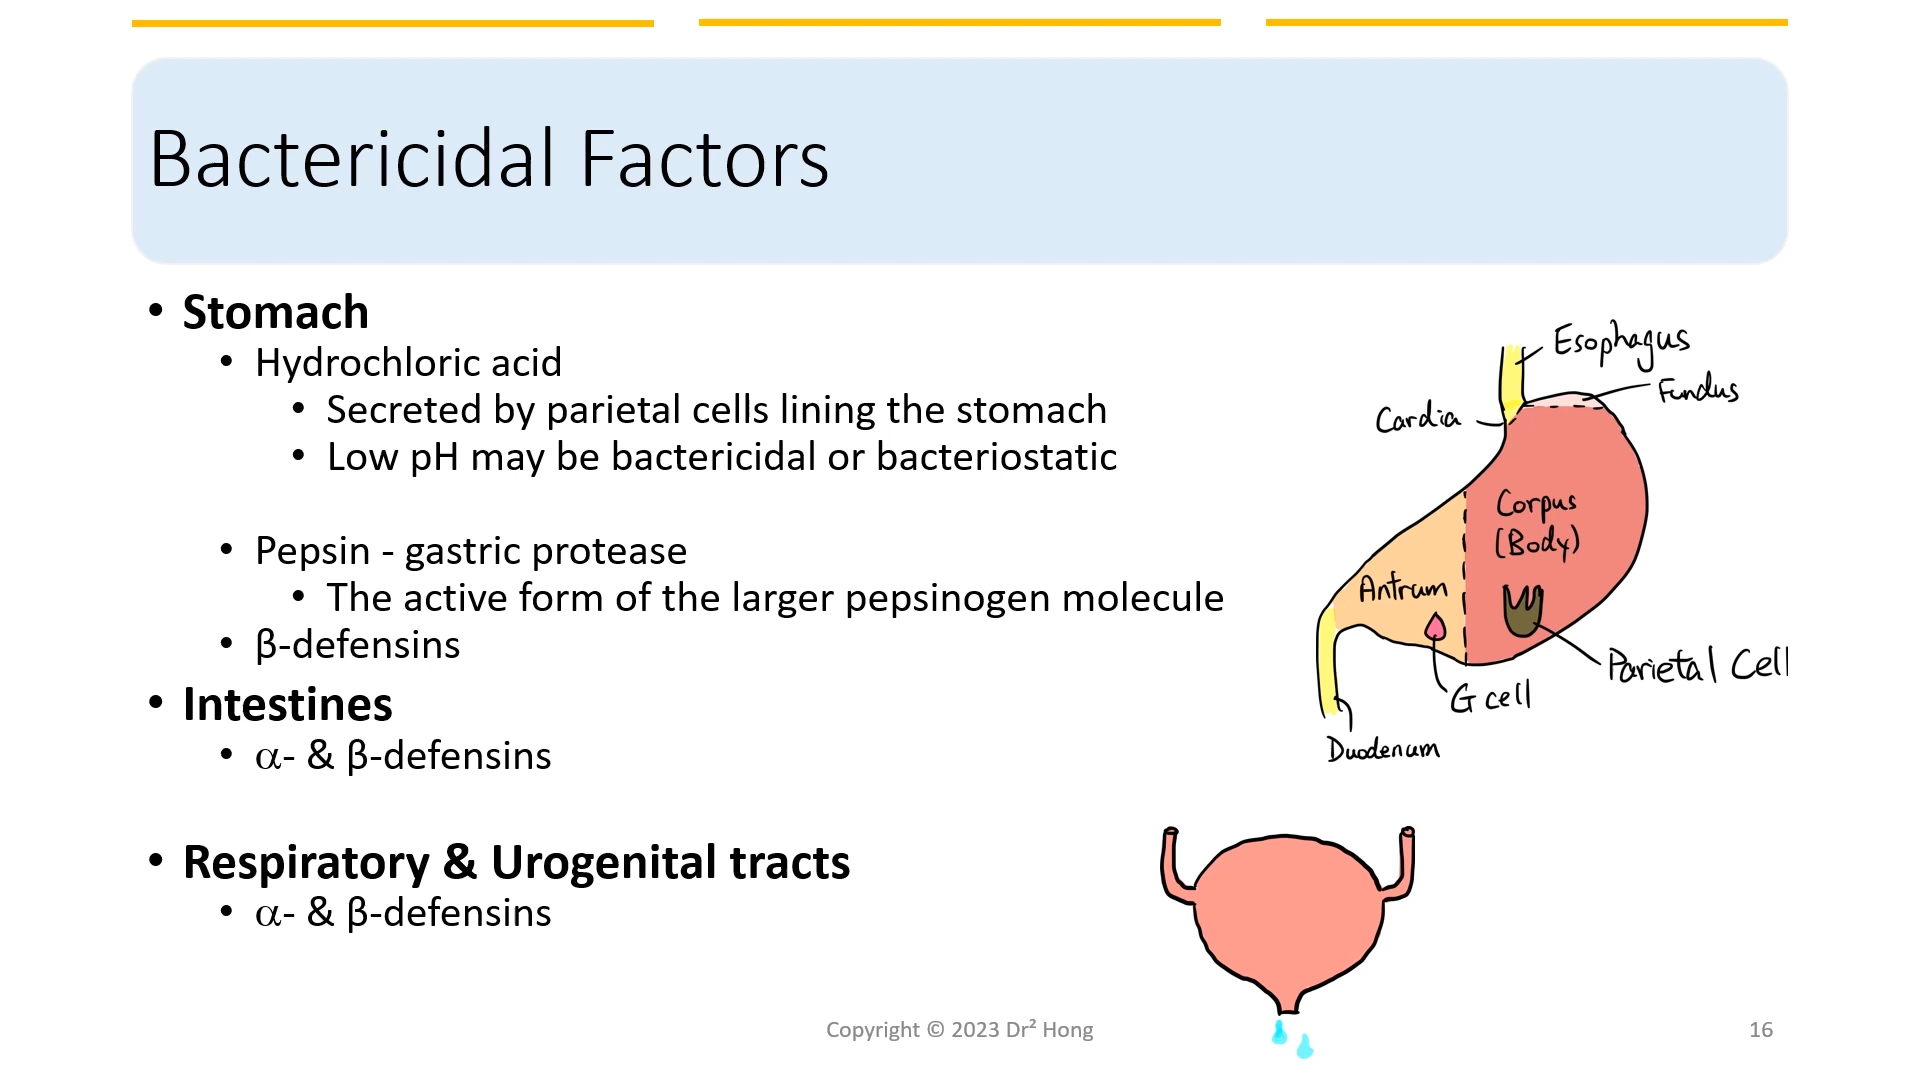 Bactericidal Factors
• Stomach
• Hydrochloric acid
• Secreted by parietal cells lining the stomach
• Low pH may be bactericidal or bacteriostatic
• Pepsin - gastric protease
• The active form of the larger pepsinogen molecule
• β-defensins
• Intestines
• α- & β-defensins
• Respiratory & Urogenital tracts
• α- & β-defensins
Esophagus
Fundus
Cardia
Corpus
(Body)
Antrum
Parietal Cell
G cell
Duodenum
Copyright © 2023 Dr² Hong
16